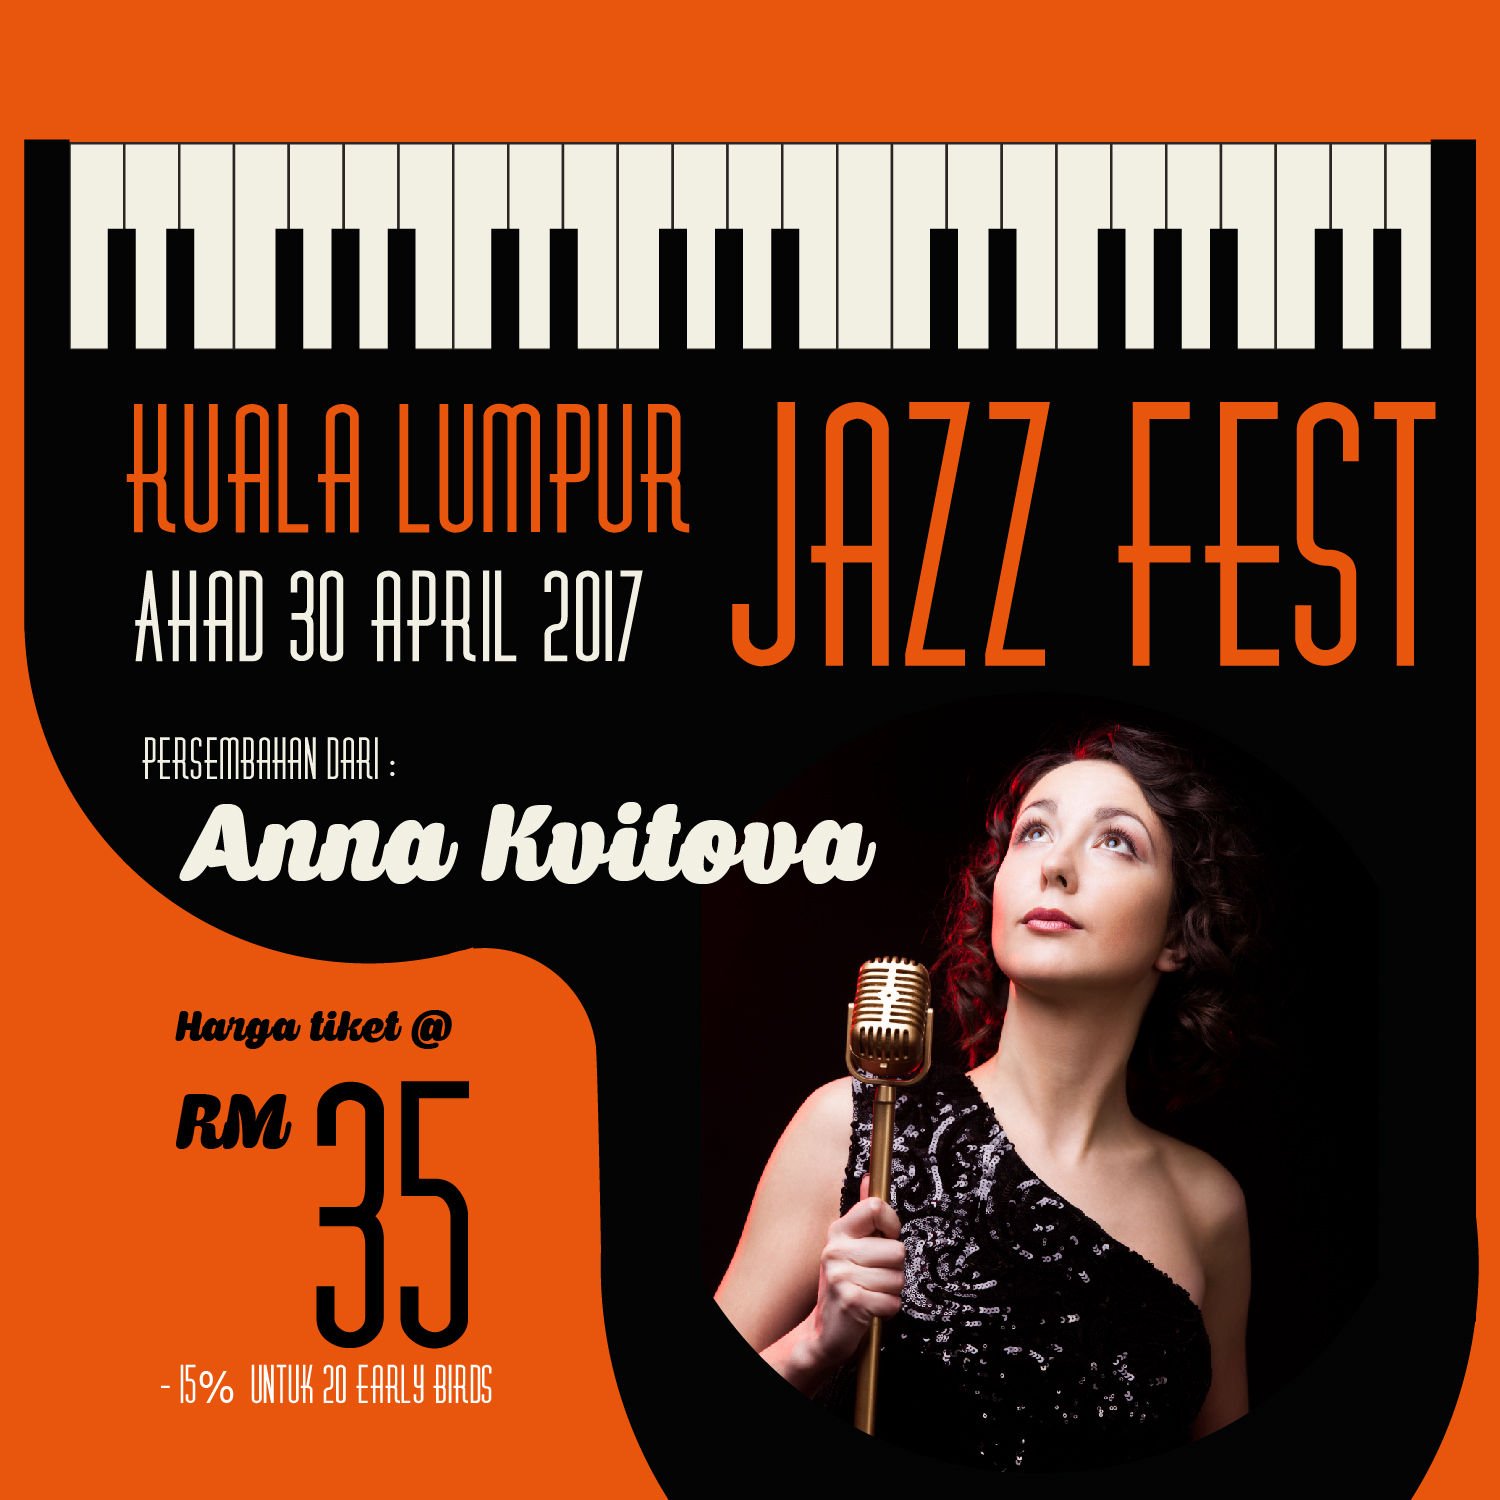 KUALA LUMPUR
JAZZ FEST
AHAD 30 APRIL 2017
PERSEMBAHAN DARI :
Anna Kvitova
Harga tiket @
RM 35
- 15% UNTUK 20 EARLY BIRDS